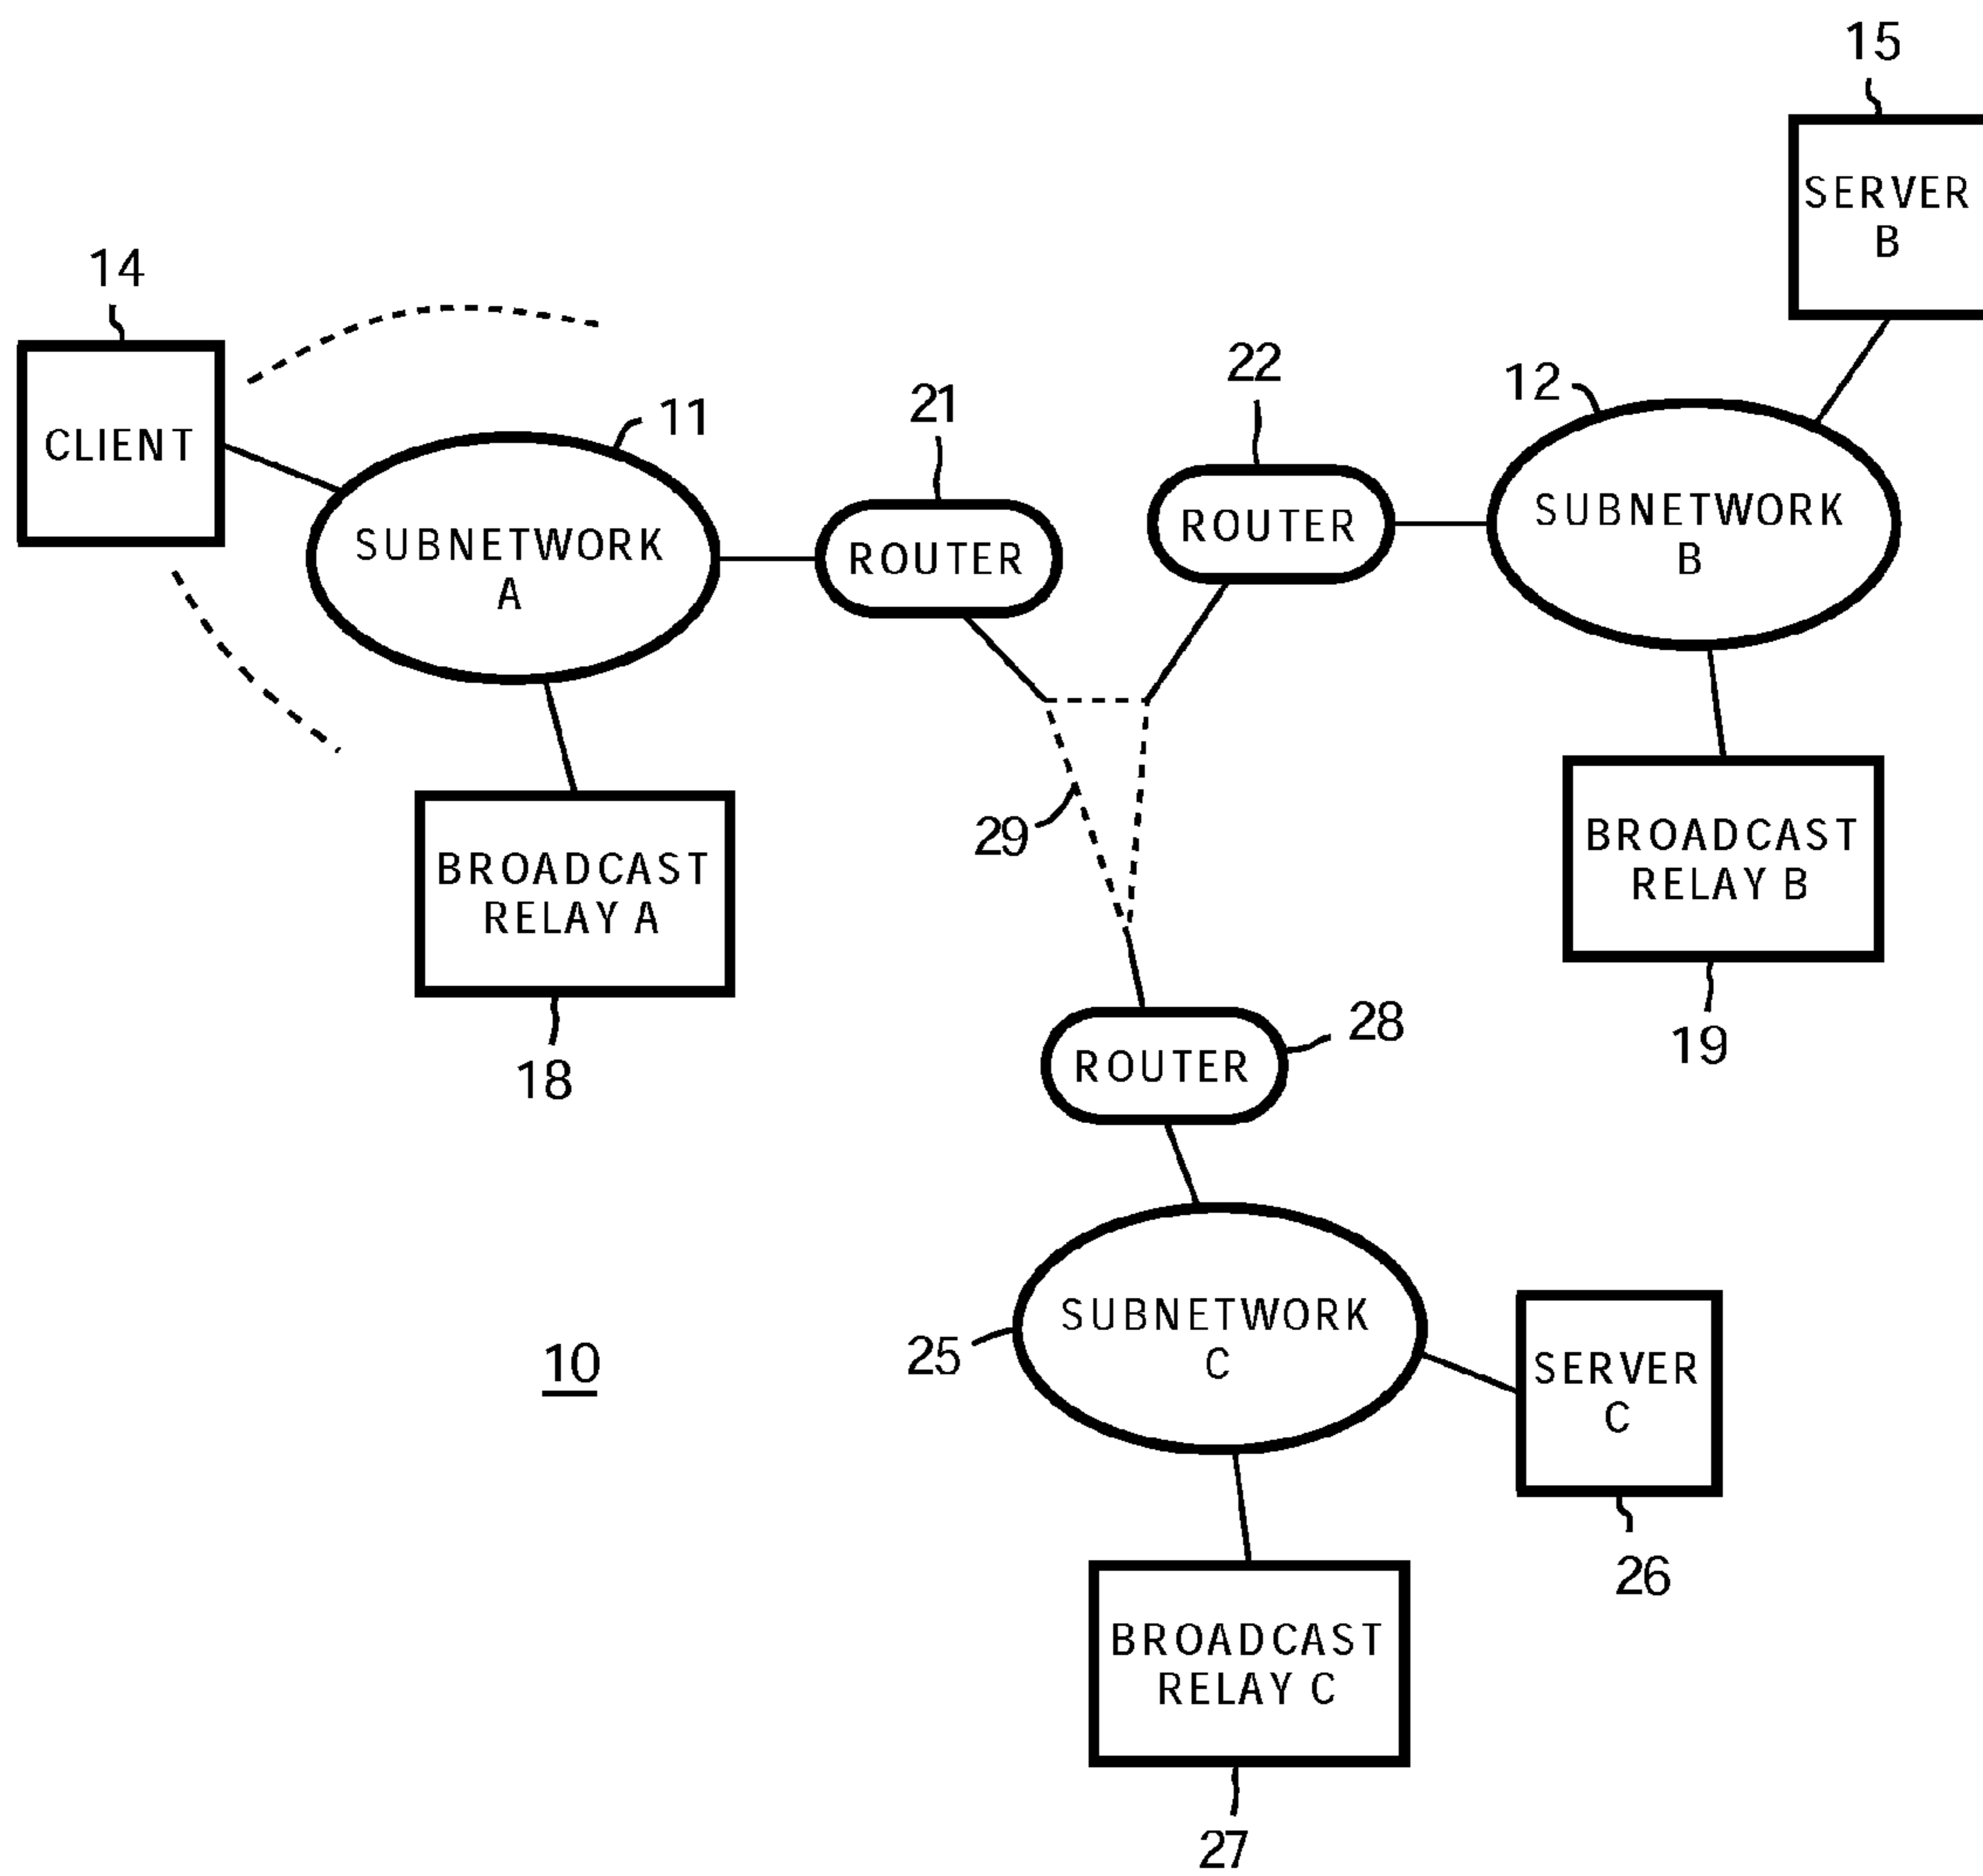 15
SERVER
B
14
CLIENT
11
SUBNETWORK
A
21
ROUTER
22
ROUTER
12
SUBNETWORK
B
BROADCAST
RELAY A
18
29
BROADCAST
RELAY B
19
ROUTER
28
SUBNETWORK
C
25
10
SERVER
C
26
BROADCAST
RELAY C
27